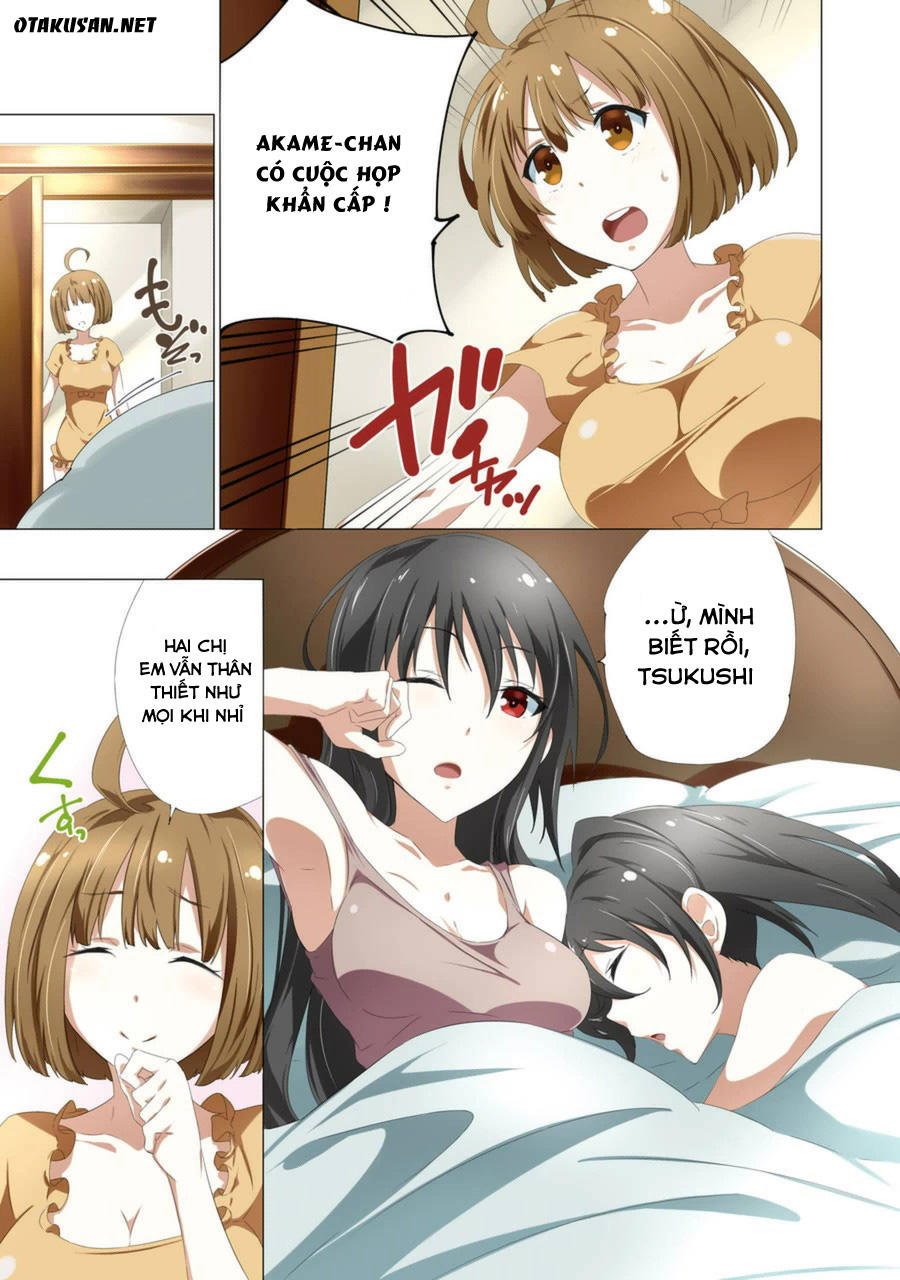 OTAKUSAN.NET
AKAME-CHAN
CÓ CUỘC HỌP
KHẨN CẤP !
ガ
チャッ
もぞっ
...Ừ, MÌNH
BIẾT RỒI,
TSUKUSHI
HAI CHỊ
EM VẪN THÂN
THIẾT NHƯ
MỌI KHI NHỈ
くすっ